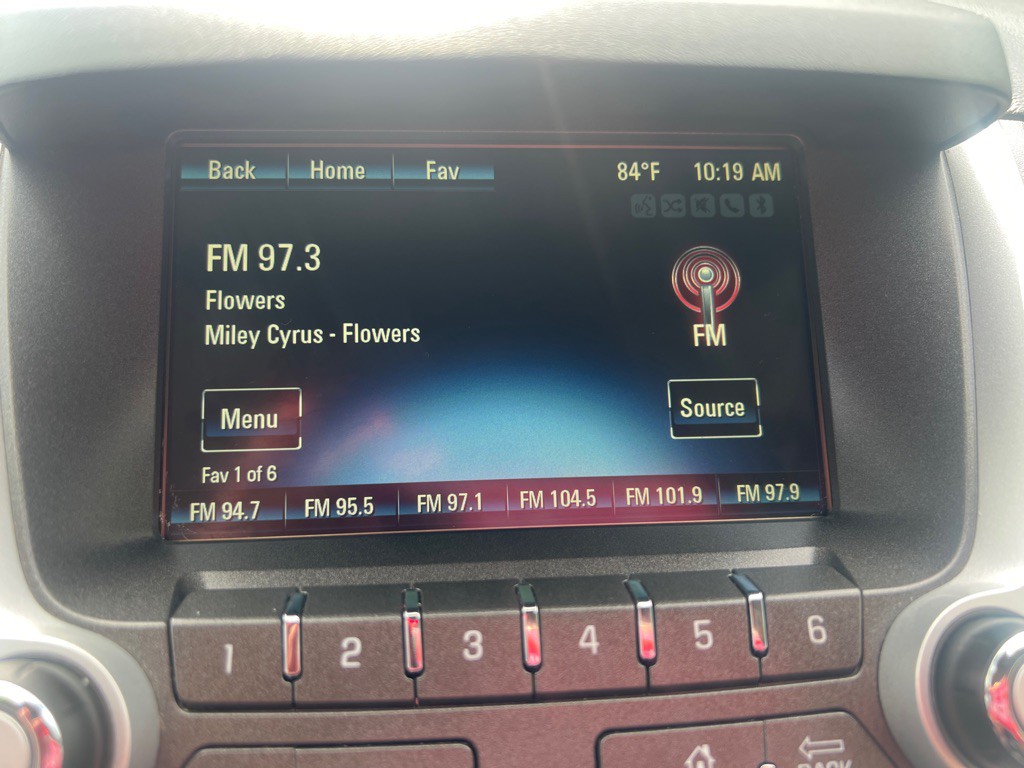 Back Home Fav 84°F 10:19 AM
FM 97.3
Flowers
Miley Cyrus - Flowers
FM
Menu
Source
Fav 1 of 6
FM 94.7 FM 95.5 FM 97.1 FM 104.5 FM 101.9 FM 97.9
1 2 3 4 5 6
BACK